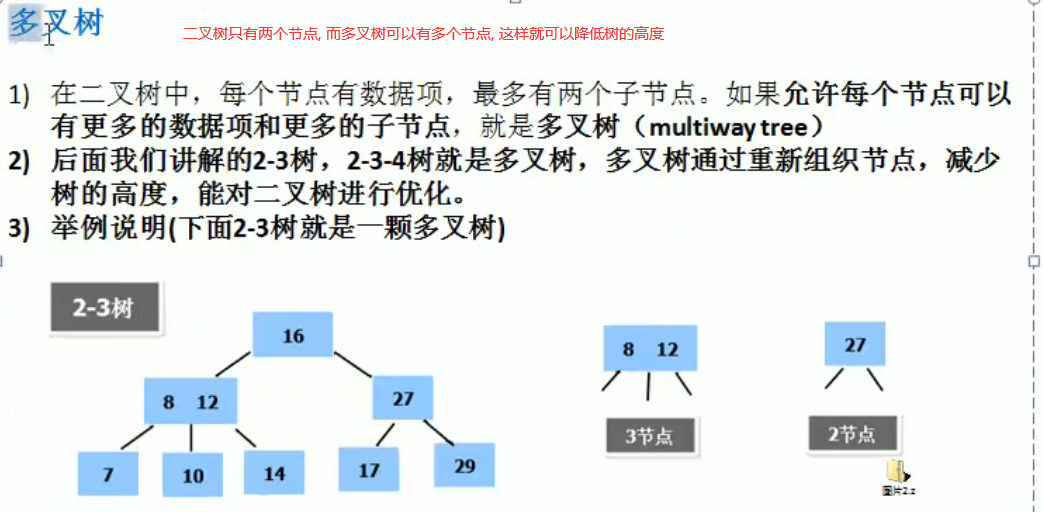 多叉树
二叉树只有两个节点, 而多叉树可以有多个节点, 这样就可以降低树的高度
1) 在二叉树中，每个节点有数据项，最多有两个子节点。如果允许每个节点可以
有更多的数据项和更多的子节点，就是多叉树（multiway tree）
2) 后面我们讲解的2-3树，2-3-4树就是多叉树，多叉树通过重新组织节点，减少
树的高度，能对二叉树进行优化。
3) 举例说明(下面2-3树就是一颗多叉树)
2-3树
16
8 12
27
7
10
14
17
29
8 12
3节点
27
2节点
图片2.z